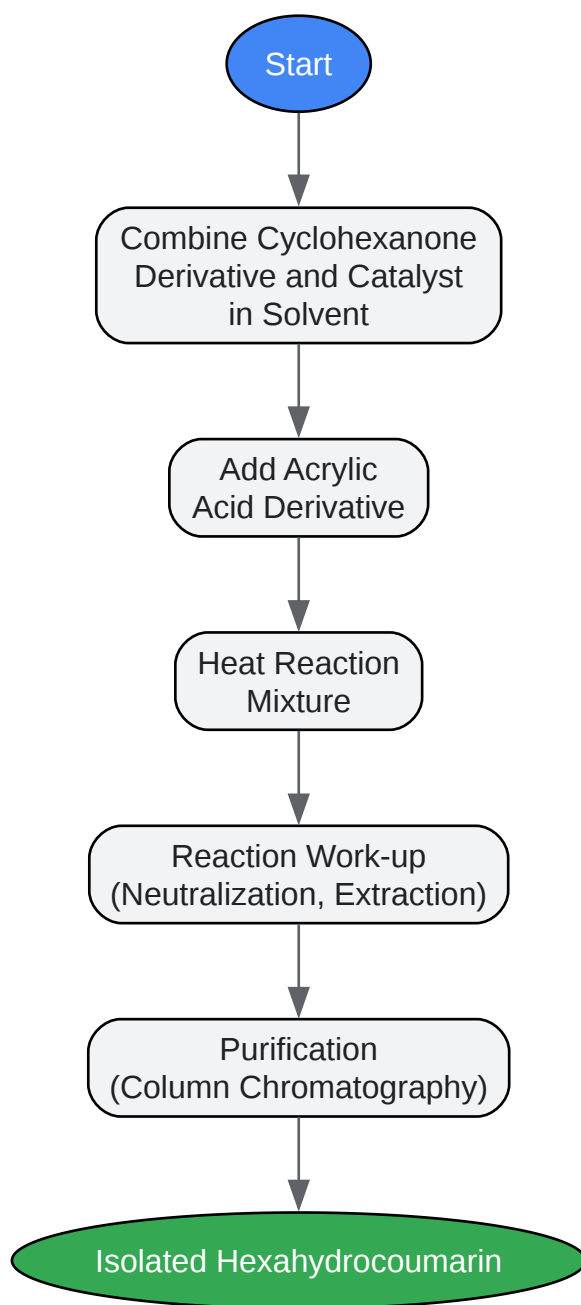 Start
Combine Cyclohexanone
Derivative and Catalyst
in Solvent
Add Acrylic
Acid Derivative
Heat Reaction
Mixture
Reaction Work-up
(Neutralization, Extraction)
Purification
(Column Chromatography)
Isolated Hexahydrocoumarin